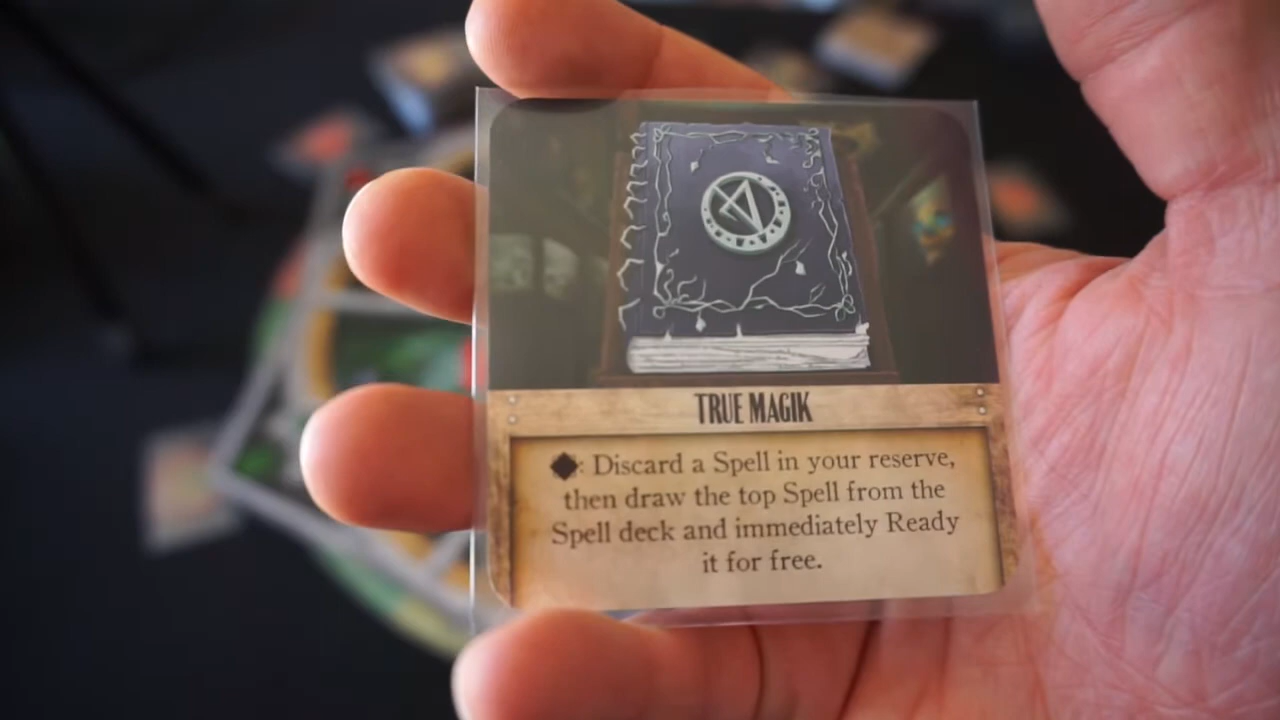 TRUE MAGIK
◆: Discard a Spell in your reserve,
then draw the top Spell from the
Spell deck and immediately Ready
it for free.